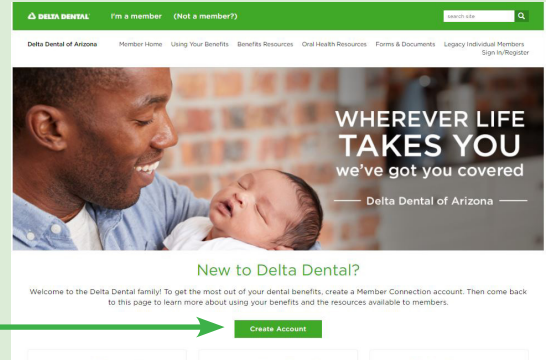 DELTA DENTAL I'm a member (Not a member?) search site
Delta Dental of Arizona Member Home Using Your Benefits Benefits Resources Oral Health Resources Forms & Documents Legacy Individual Members
Sign In/Register
WHEREVER LIFE
TAKES YOU
we've got you covered
Delta Dental of Arizona
New to Delta Dental?
Welcome to the Delta Dental family! To get the most out of your dental benefits, create a Member Connection account. Then come back
to this page to learn more about using your benefits and the resources available to members.
Create Account